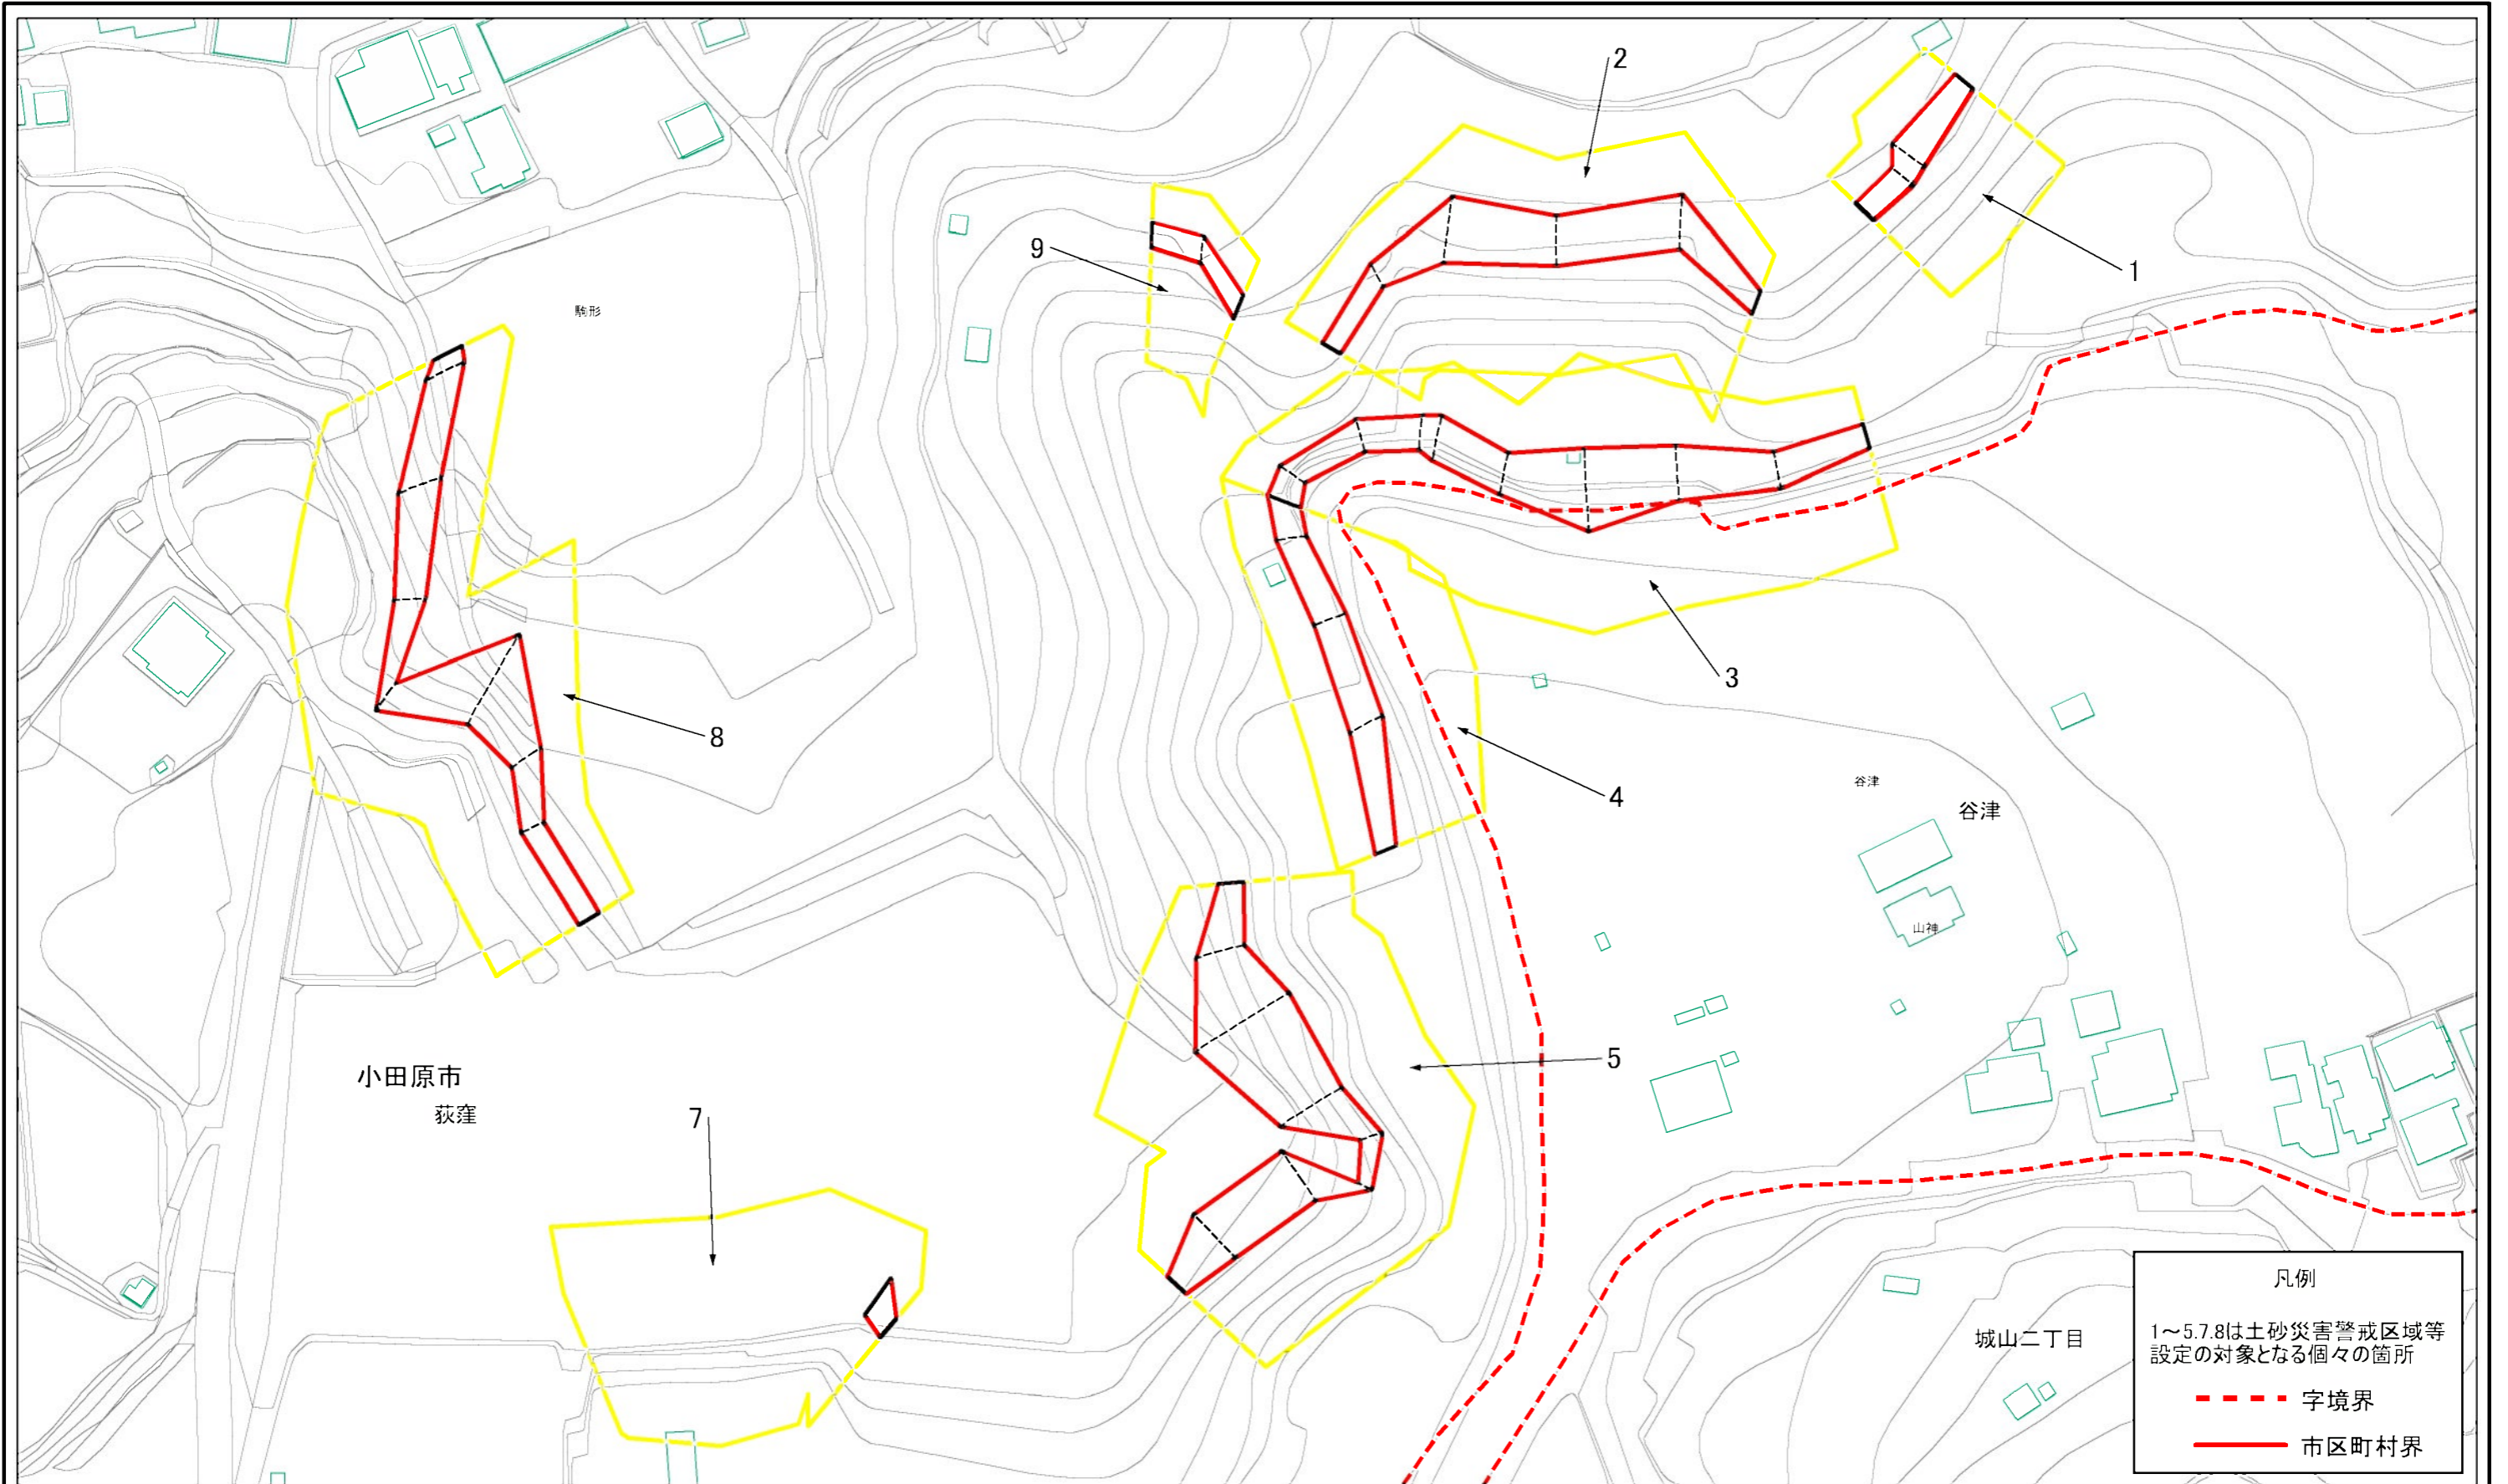 2
1
9
駒形
3
8
4
谷津
谷津
山神
5
小田原市
荻窪
7
凡例
1～5.7.8は土砂災害警戒区域等
設定の対象となる個々の箇所
城山二丁目
字境界
市区町村界